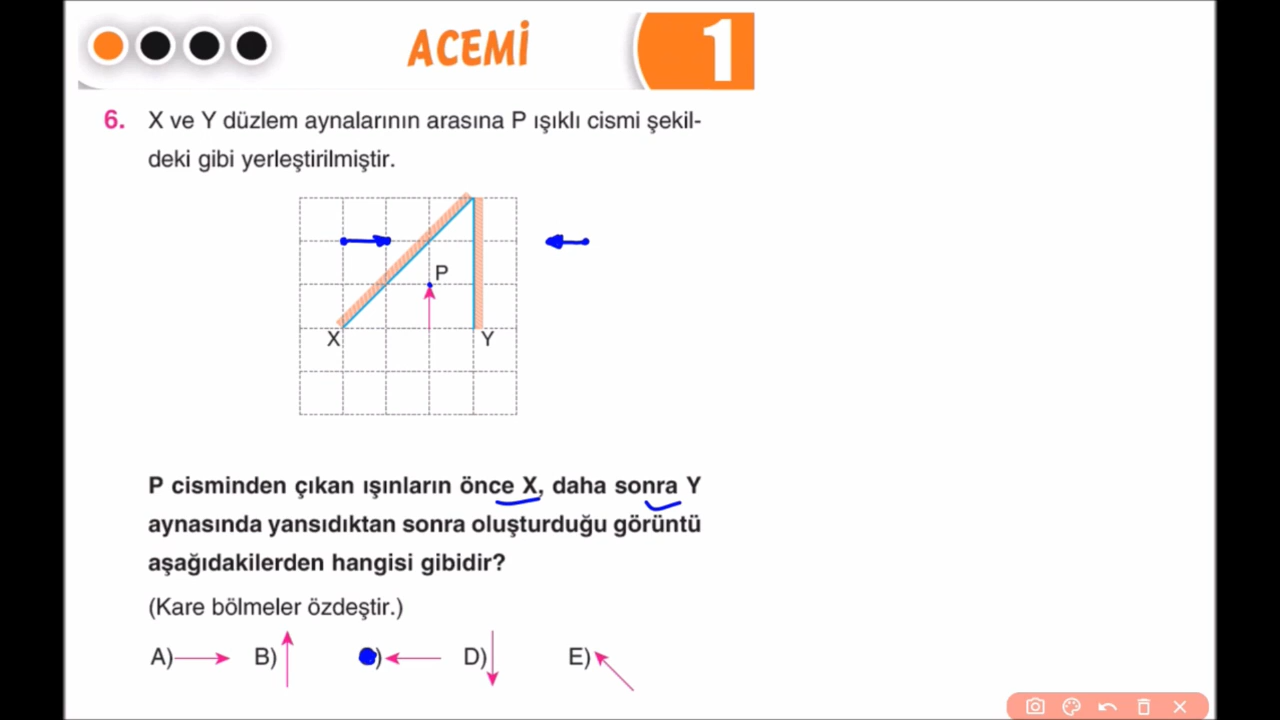 ACEMİ
1
6. X ve Y düzlem aynalarının arasına P ışıklı cismi şekil-
deki gibi yerleştirilmiştir.
P
X
Y
P cisminden çıkan ışınların önce X, daha sonra Y
aynasında yansıdıktan sonra oluşturduğu görüntü
aşağıdakilerden hangisi gibidir?
(Kare bölmeler özdeştir.)
A) B) ) D) E)